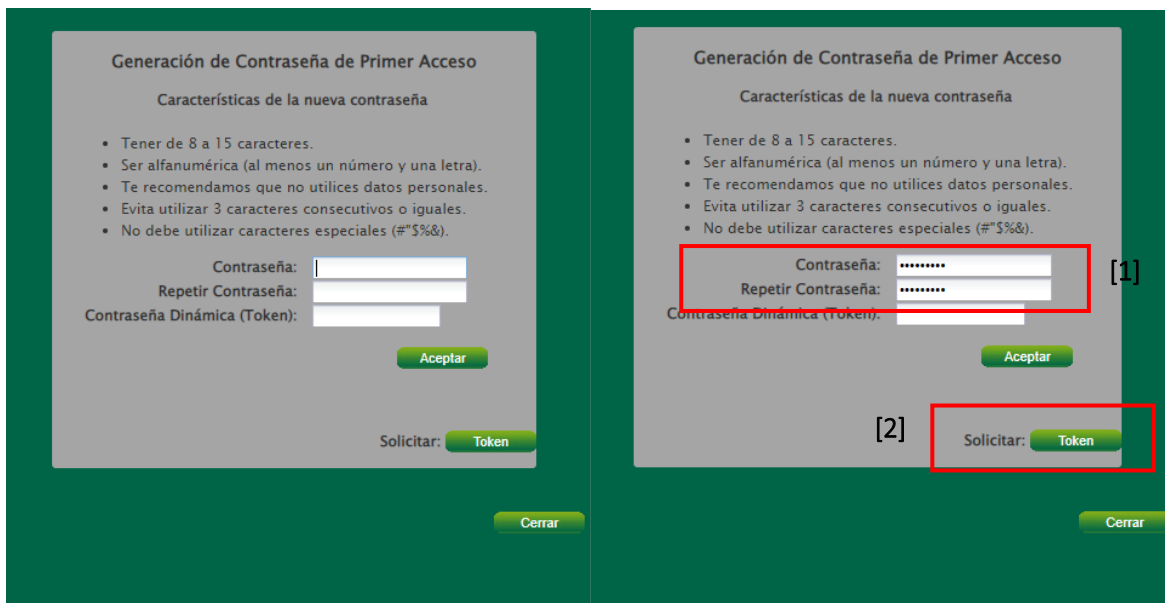 Generación de Contraseña de Primer Acceso
Características de la nueva contraseña
• Tener de 8 a 15 caracteres.
• Ser alfanumérica (al menos un número y una letra).
• Te recomendamos que no utilices datos personales.
• Evita utilizar 3 caracteres consecutivos o iguales.
• No debe utilizar caracteres especiales (#"$%&).
Contraseña:
Repetir Contraseña:
Contraseña Dinámica (Token):
Aceptar
Solicitar: Token
Cerrar
Generación de Contraseña de Primer Acceso
Características de la nueva contraseña
• Tener de 8 a 15 caracteres.
• Ser alfanumérica (al menos un número y una letra).
• Te recomendamos que no utilices datos personales.
• Evita utilizar 3 caracteres consecutivos o iguales.
• No debe utilizar caracteres especiales (#"$%&).
Contraseña: •••••••••
[1]
Repetir Contraseña: •••••••••
Contraseña Dinámica (Token):
Aceptar
[2]
Solicitar: Token
Cerrar